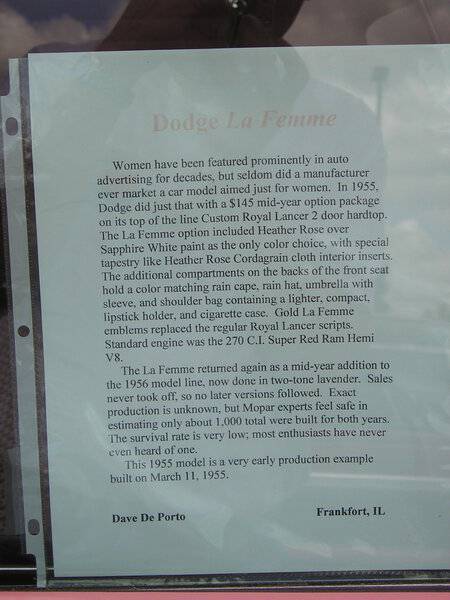 Dodge La Femme
Women have been featured prominently in auto
advertising for decades, but seldom did a manufacturer
ever market a car model aimed just for women. In 1955,
Dodge did just that with a $145 mid-year option package
on its top of the line Custom Royal Lancer 2 door hardtop.
The La Femme option included Heather Rose over
Sapphire White paint as the only color choice, with special
tapestry like Heather Rose Cordagrain cloth interior inserts.
The additional compartments on the backs of the front seat
hold a color matching rain cape, rain hat, umbrella with
sleeve, and shoulder bag containing a lighter, compact,
lipstick holder, and cigarette case. Gold La Femme
emblems replaced the regular Royal Lancer scripts.
Standard engine was the 270 C.I. Super Red Ram Hemi
V8.
The La Femme returned again as a mid-year addition to
the 1956 model line, now done in two-tone lavender. Sales
never took off, so no later versions followed. Exact
production is unknown, but Mopar experts feel safe in
estimating only about 1,000 total were built for both years.
The survival rate is very low; most enthusiasts have never
even heard of one.
This 1955 model is a very early production example
built on March 11, 1955.
Dave De Porto Frankfort, IL